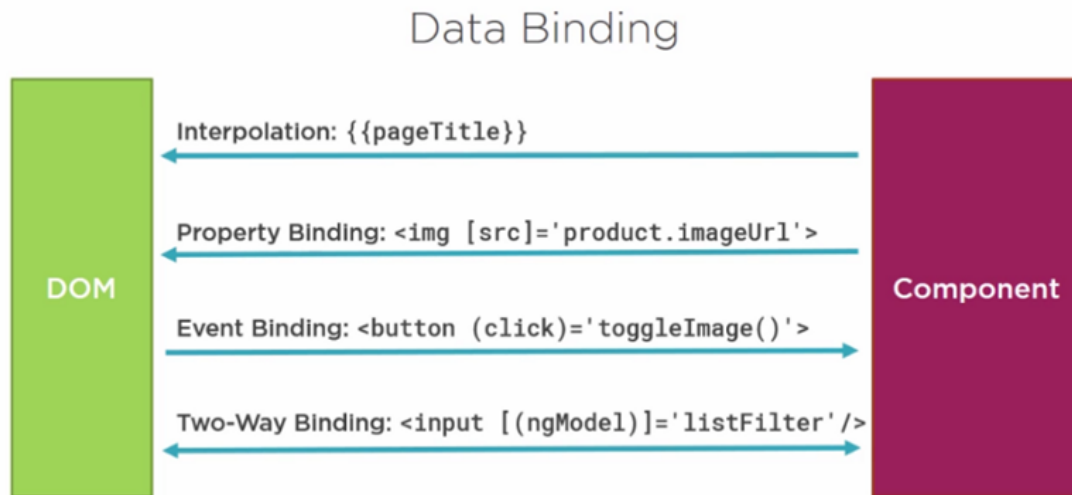 Data Binding
Interpolation: {{pageTitle}}
Property Binding: <img [src]='product.imageUrl'>
DOM
Component
Event Binding: <button (click)='toggleImage()'>
Two-Way Binding: <input [(ngModel)]='listFilter'/>